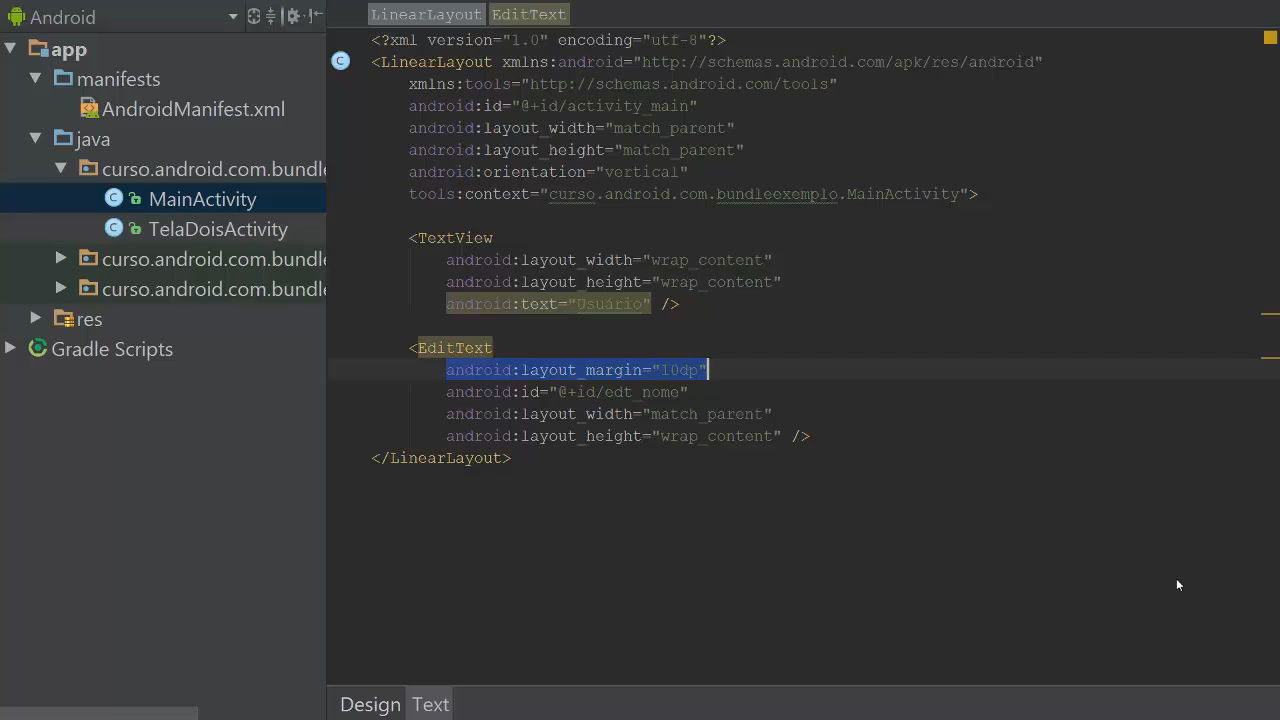 Android
app
manifests
AndroidManifest.xml
java
curso.android.com.bundle
MainActivity
TelaDoisActivity
curso.android.com.bundle
curso.android.com.bundle
res
Gradle Scripts
LinearLayout EditText
<?xml version="1.0" encoding="utf-8"?>
<LinearLayout xmlns:android="http://schemas.android.com/apk/res/android"
xmlns:tools="http://schemas.android.com/tools"
android:id="@+id/activity_main"
android:layout_width="match_parent"
android:layout_height="match_parent"
android:orientation="vertical"
tools:context="curso.android.com.bundleexemplo.MainActivity">
<TextView
android:layout_width="wrap_content"
android:layout_height="wrap_content"
android:text="Usuário" />
<EditText
android:layout_margin="10dp"
android:id="@+id/edt_nome"
android:layout_width="match_parent"
android:layout_height="wrap_content" />
</LinearLayout>
Design Text